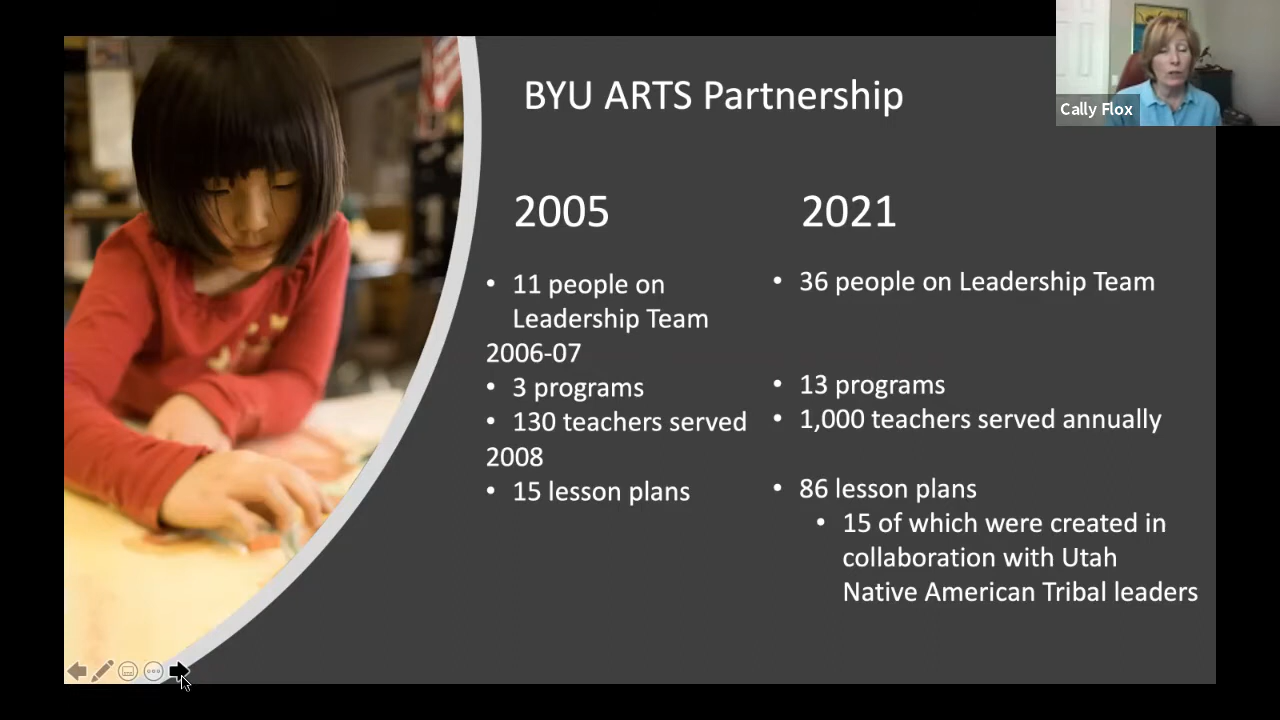 BYU ARTS Partnership
Cally Flox
2005
• 11 people on
Leadership Team
2006-07
• 3 programs
• 130 teachers served
2008
• 15 lesson plans
2021
• 36 people on Leadership Team
• 13 programs
• 1,000 teachers served annually
• 86 lesson plans
• 15 of which were created in
collaboration with Utah
Native American Tribal leaders